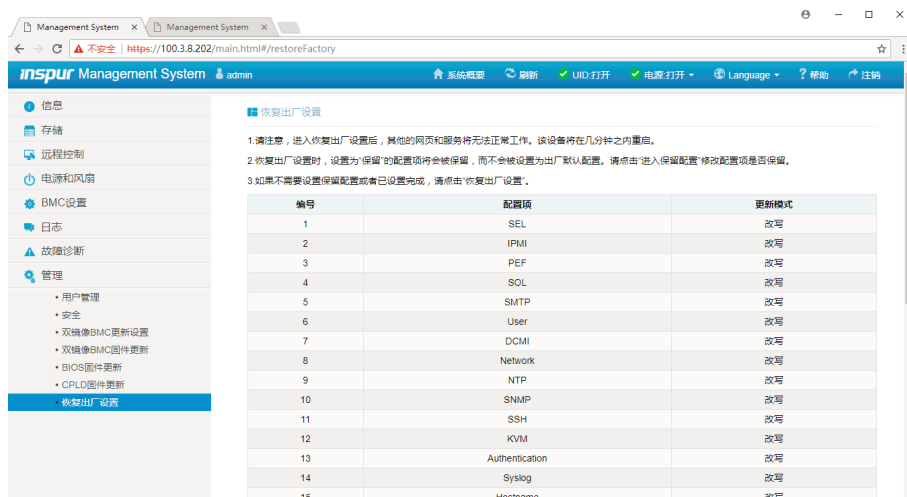 Management System
Management System
不安全 | https://100.3.8.202/main.html#/restoreFactory
inspur Management System admin 系统概要 刷新 UID:打开 电源:打开 Language 帮助 注销
信息
存储
远程控制
电源和风扇
BMC设置
日志
故障诊断
管理
•用户管理
•安全
•双镜像BMC更新设置
•双镜像BMC固件更新
•BIOS固件更新
•CPLD固件更新
•恢复出厂设置
恢复出厂设置
1.请注意，进入恢复出厂设置后，其他的网页和服务将无法正常工作。该设备将在几分钟之内重启。
2.恢复出厂设置时，设置为“保留”的配置项将会被保留，而不会被设置为出厂默认配置。请点击“进入保留配置”修改配置项是否保留。
3.如果不需要设置保留配置或者已设置完成，请点击“恢复出厂设置”。
编号 配置项 更新模式
1 SEL 改写
2 IPMI 改写
3 PEF 改写
4 SOL 改写
5 SMTP 改写
6 User 改写
7 DCMI 改写
8 Network 改写
9 NTP 改写
10 SNMP 改写
11 SSH 改写
12 KVM 改写
13 Authentication 改写
14 Syslog 改写
15 Hostname 改写